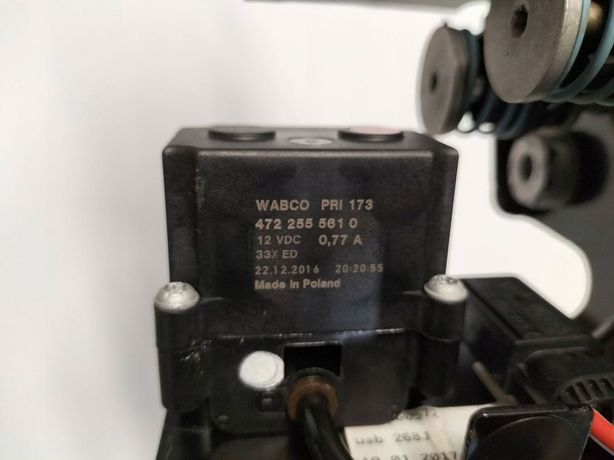 WABCO PRI 173
472 255 561 0
12 VDC 0,77 A
33% ED
22.12.2016 20:20:55
Made in Poland
2017